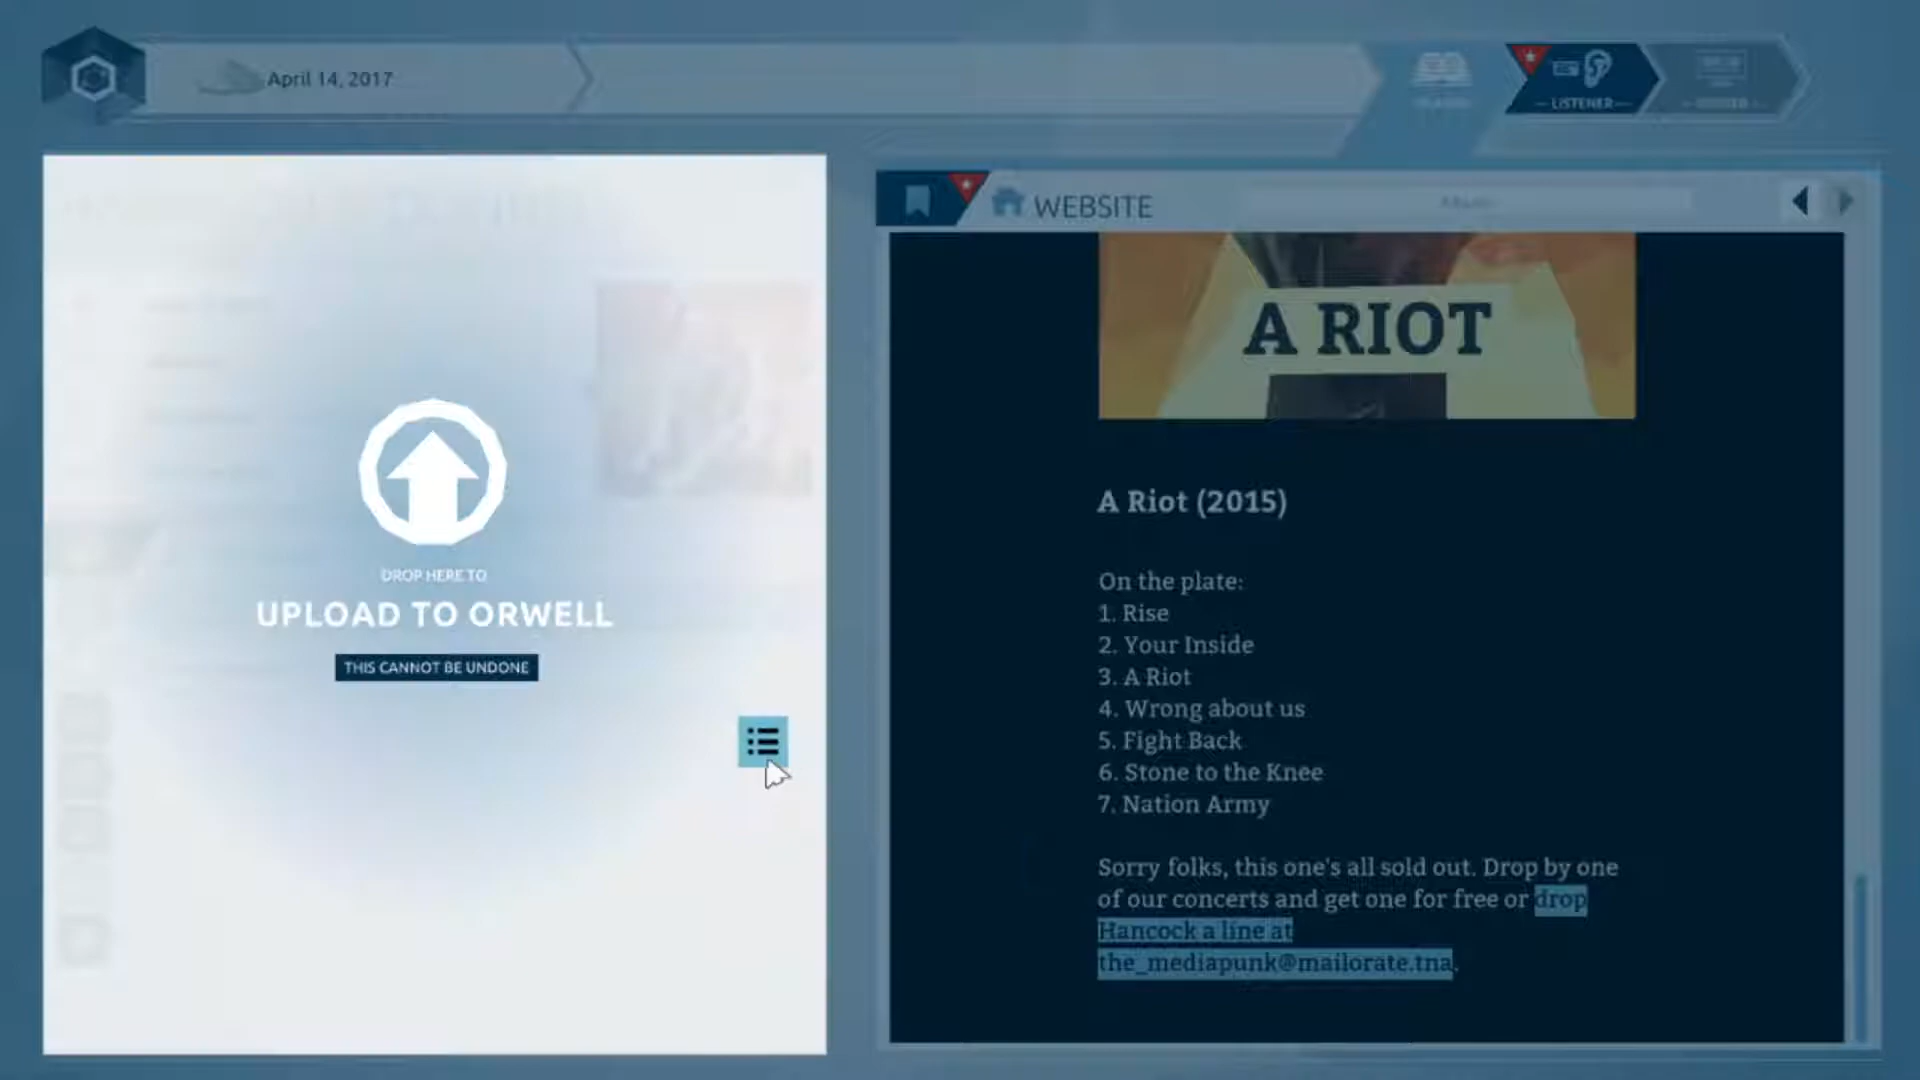 April 14, 2017
LISTENER
WEBSITE
DROP HERE TO
UPLOAD TO ORWELL
THIS CANNOT BE UNDONE
A RIOT
A Riot (2015)
On the plate:
1. Rise
2. Your Inside
3. A Riot
4. Wrong about us
5. Fight Back
6. Stone to the Knee
7. Nation Army
Sorry folks, this one's all sold out. Drop by one
of our concerts and get one for free or drop
Hancock a line at
the_mediapunk@mailorate.tna.